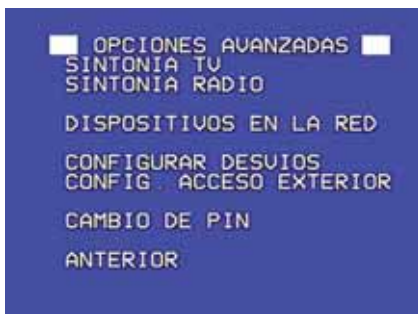 OPCIONES AVANZADAS
SINTONIA TV
SINTONIA RADIO
DISPOSITIVOS EN LA RED
CONFIGURAR DESVIOS
CONFIG. ACCESO EXTERIOR
CAMBIO DE PIN
ANTERIOR